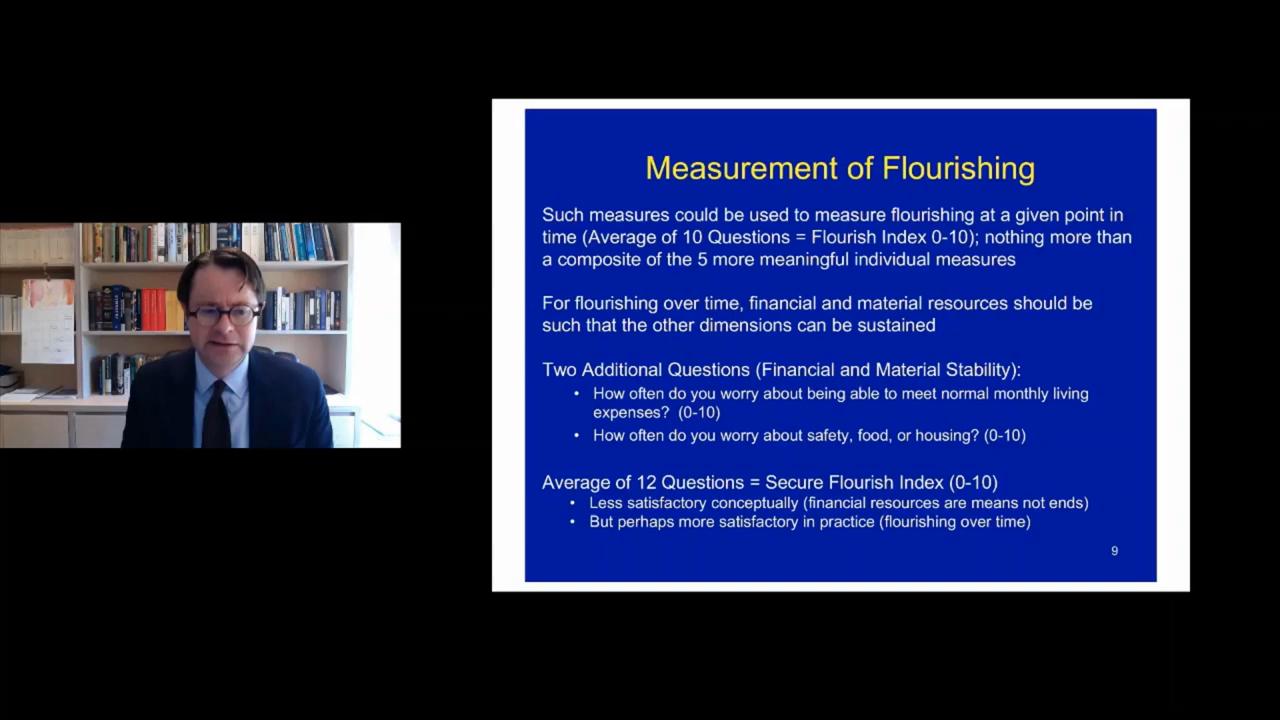 Measurement of Flourishing
Such measures could be used to measure flourishing at a given point in
time (Average of 10 Questions = Flourish Index 0-10); nothing more than
a composite of the 5 more meaningful individual measures
For flourishing over time, financial and material resources should be
such that the other dimensions can be sustained
Two Additional Questions (Financial and Material Stability):
• How often do you worry about being able to meet normal monthly living
expenses? (0-10)
• How often do you worry about safety, food, or housing? (0-10)
Average of 12 Questions = Secure Flourish Index (0-10)
• Less satisfactory conceptually (financial resources are means not ends)
• But perhaps more satisfactory in practice (flourishing over time)
9